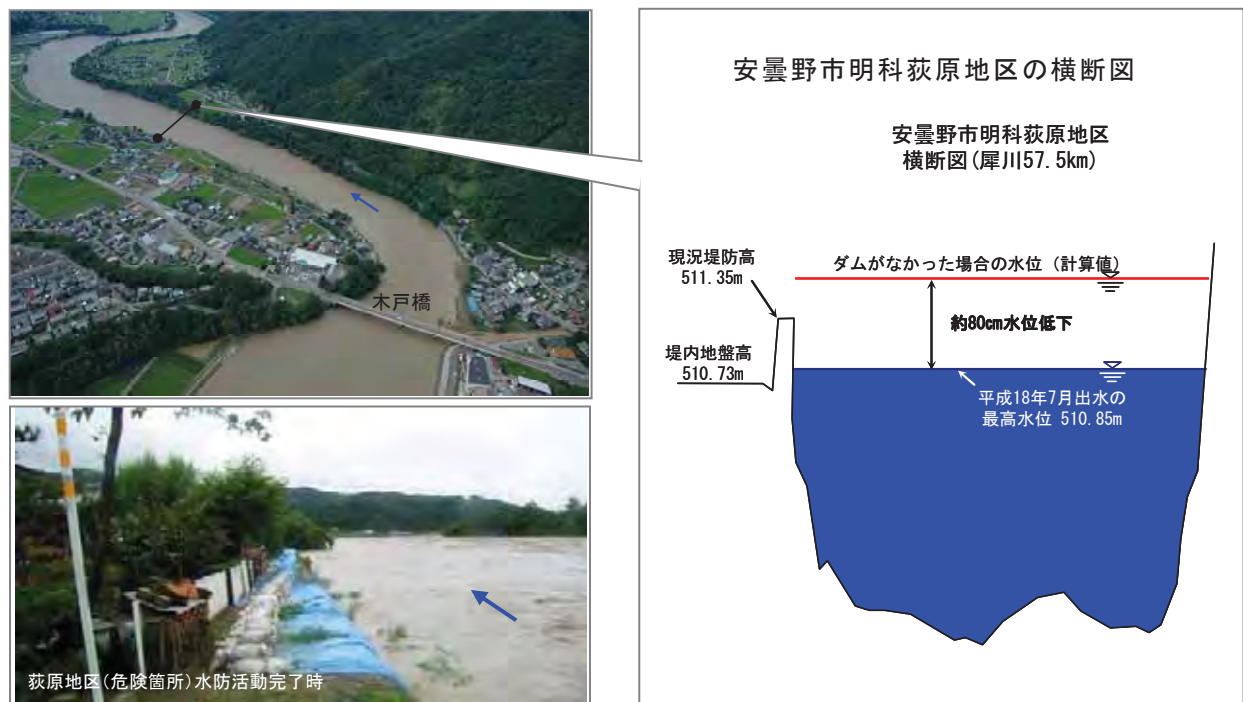 木戸橋
荻原地区(危険箇所)水防活動完了時
安曇野市明科荻原地区の横断図
安曇野市明科荻原地区
横断図(犀川57.5km)
現況堤防高
511.35m
ダムがなかった場合の水位（計算値）
約80cm水位低下
堤内地盤高
510.73m
平成18年7月出水の
最高水位 510.85m